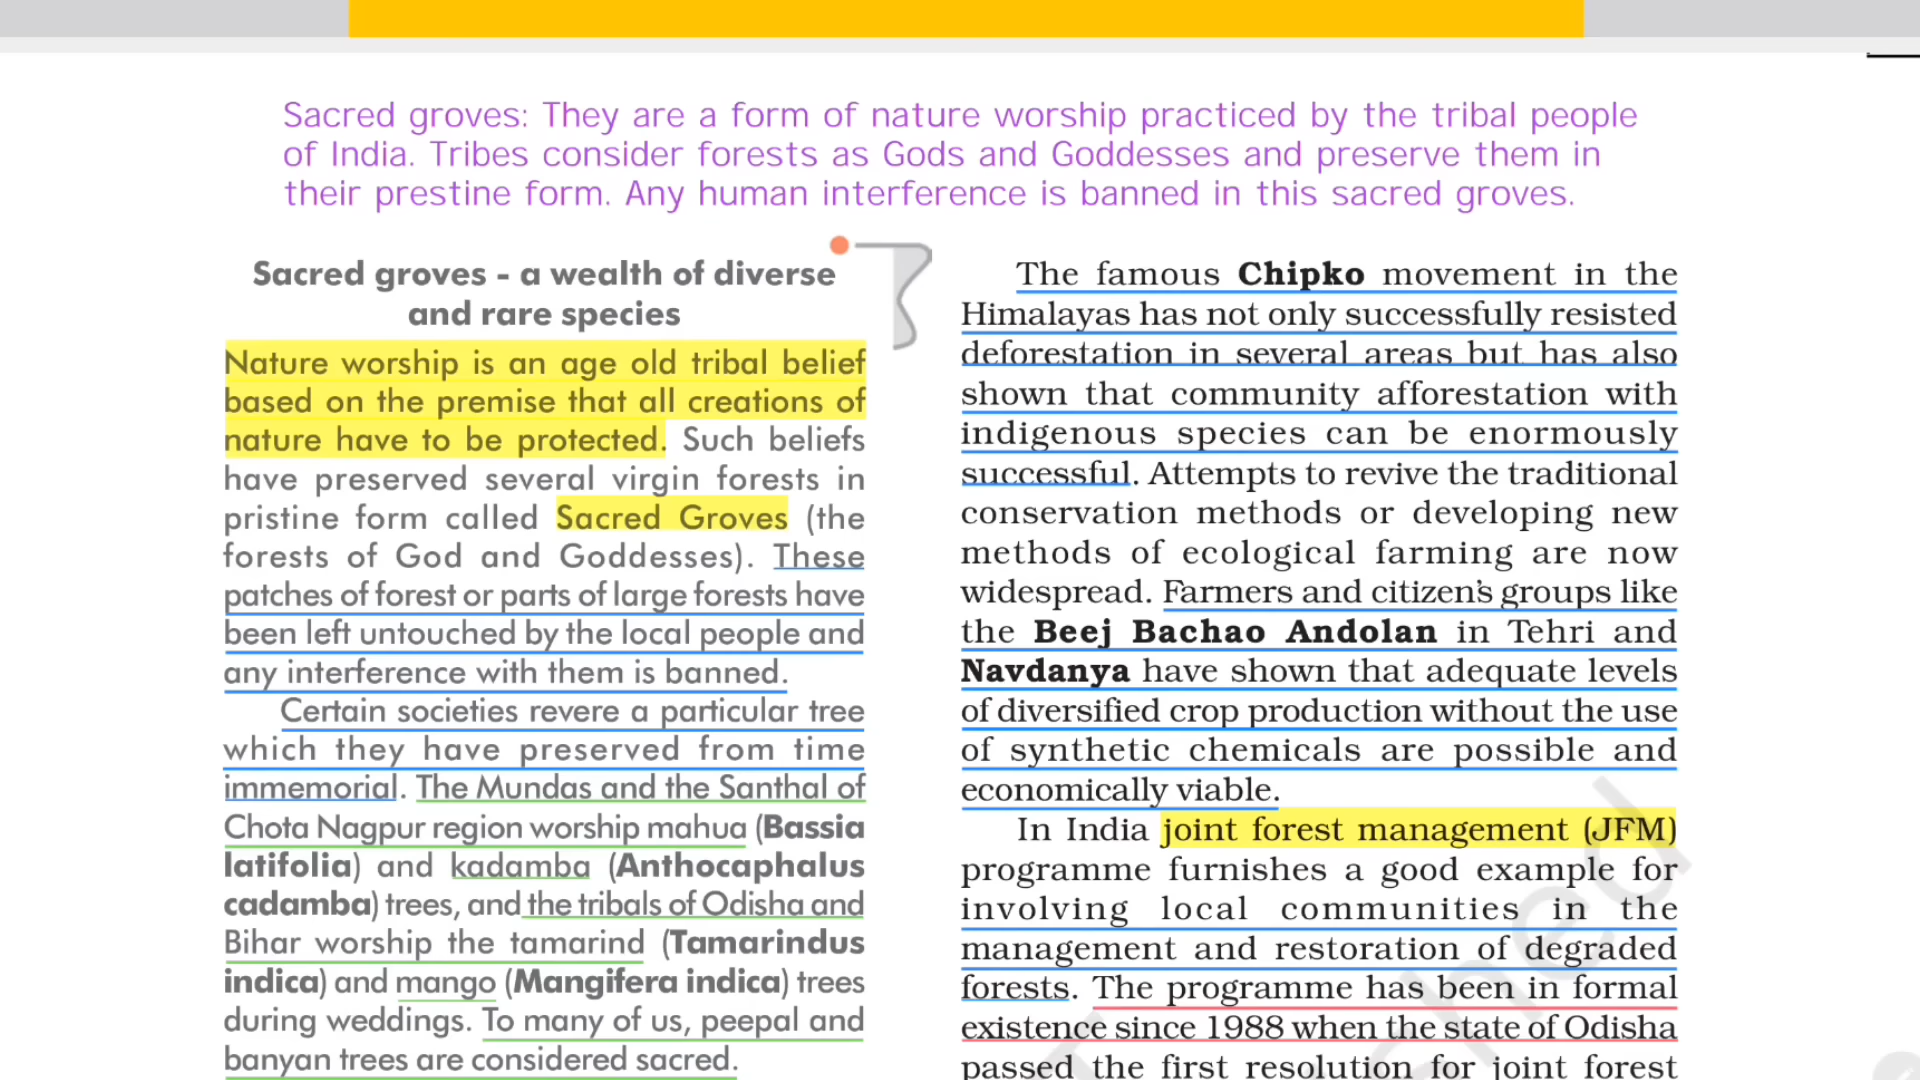 Sacred groves: They are a form of nature worship practiced by the tribal people
of India. Tribes consider forests as Gods and Goddesses and preserve them in
their prestine form. Any human interference is banned in this sacred groves.
Sacred groves - a wealth of diverse
and rare species
Nature worship is an age old tribal belief
based on the premise that all creations of
nature have to be protected. Such beliefs
have preserved several virgin forests in
pristine form called Sacred Groves (the
forests of God and Goddesses). These
patches of forest or parts of large forests have
been left untouched by the local people and
any interference with them is banned.
Certain societies revere a particular tree
which they have preserved from time
immemorial. The Mundas and the Santhal of
Chota Nagpur region worship mahua (Bassia
latifolia) and kadamba (Anthocaphalus
cadamba) trees, and the tribals of Odisha and
Bihar worship the tamarind (Tamarindus
indica) and mango (Mangifera indica) trees
during weddings. To many of us, peepal and
banyan trees are considered sacred.
The famous Chipko movement in the
Himalayas has not only successfully resisted
deforestation in several areas but has also
shown that community afforestation with
indigenous species can be enormously
successful. Attempts to revive the traditional
conservation methods or developing new
methods of ecological farming are now
widespread. Farmers and citizen's groups like
the Beej Bachao Andolan in Tehri and
Navdanya have shown that adequate levels
of diversified crop production without the use
of synthetic chemicals are possible and
economically viable.
In India joint forest management (JFM)
programme furnishes a good example for
involving local communities in the
management and restoration of degraded
forests. The programme has been in formal
existence since 1988 when the state of Odisha
passed the first resolution for joint forest